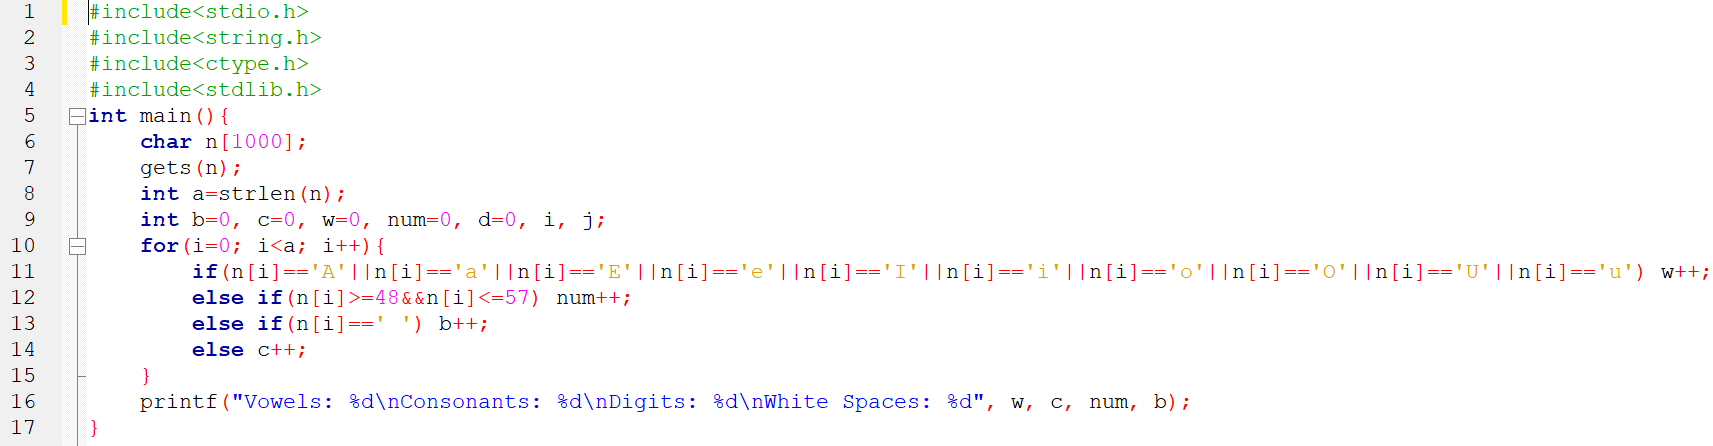 1 #include<stdio.h>
2 #include<string.h>
3 #include<ctype.h>
4 #include<stdlib.h>
5 int main(){
6 char n[1000];
7 gets(n);
8 int a=strlen(n);
9 int b=0, c=0, w=0, num=0, d=0, i, j;
10 for(i=0; i<a; i++){
11 if(n[i]=='A'||n[i]=='a'||n[i]=='E'||n[i]=='e'||n[i]=='I'||n[i]=='i'||n[i]=='o'||n[i]=='O'||n[i]=='U'||n[i]=='u') w++;
12 else if(n[i]>=48&&n[i]<=57) num++;
13 else if(n[i]==' ') b++;
14 else c++;
15 }
16 printf("Vowels: %d\nConsonants: %d\nDigits: %d\nWhite Spaces: %d", w, c, num, b);
17 }